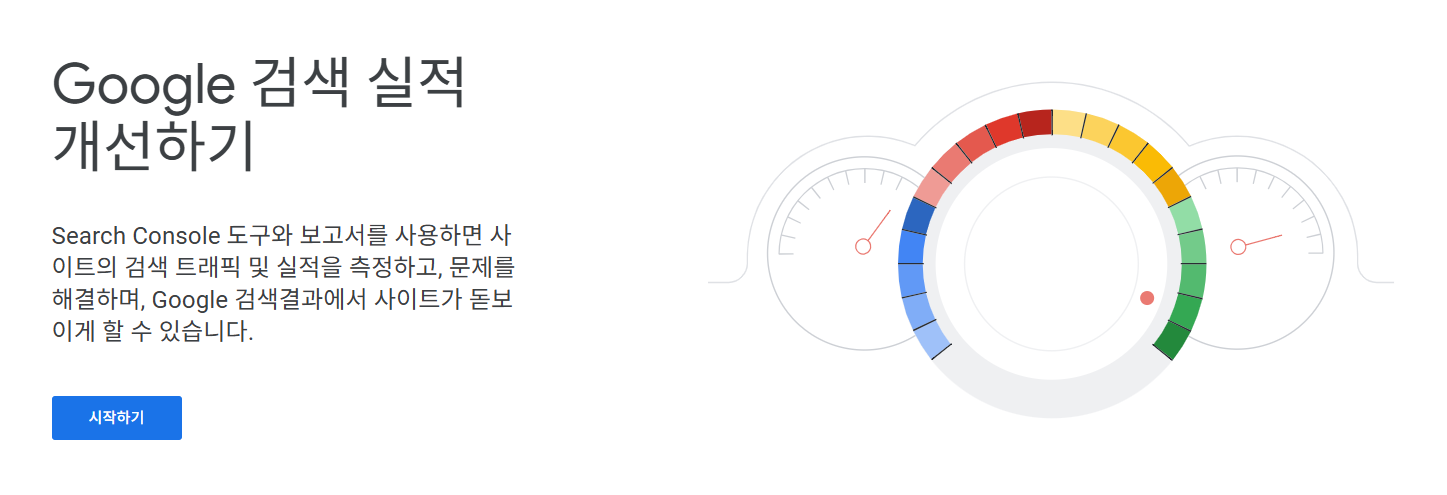 Google 검색 실적
개선하기
Search Console 도구와 보고서를 사용하면 사
이트의 검색 트래픽 및 실적을 측정하고, 문제를
해결하며, Google 검색결과에서 사이트가 돋보
이게 할 수 있습니다.
시작하기